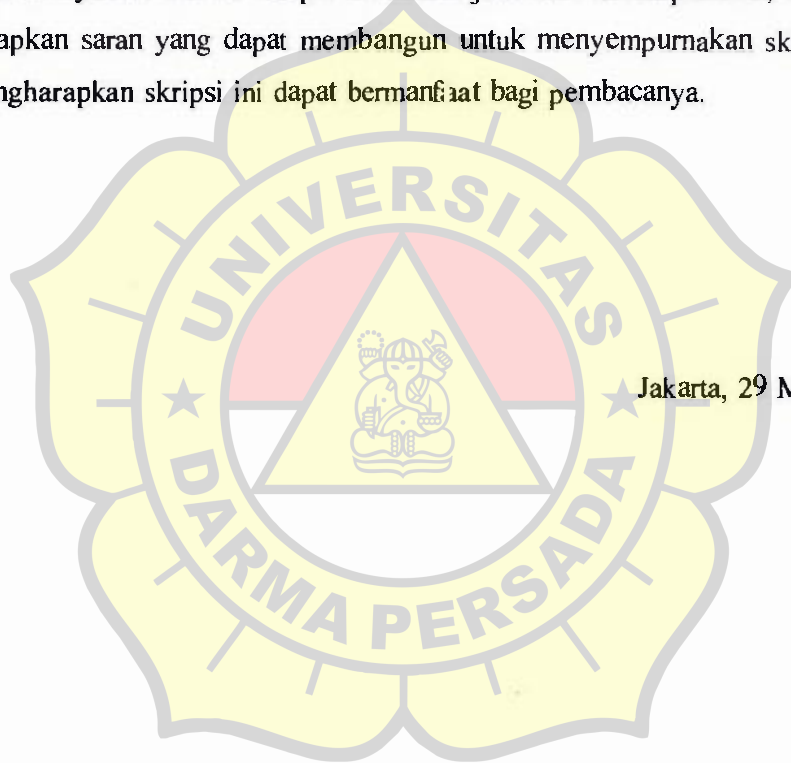 apkan saran yang dapat membangun untuk menyempurnakan sk
ngharapkan skripsi ini dapat bermanfaat bagi pembacanya.
UNIVERSITAS
Jakarta, 29 M
DARMA PERSADA